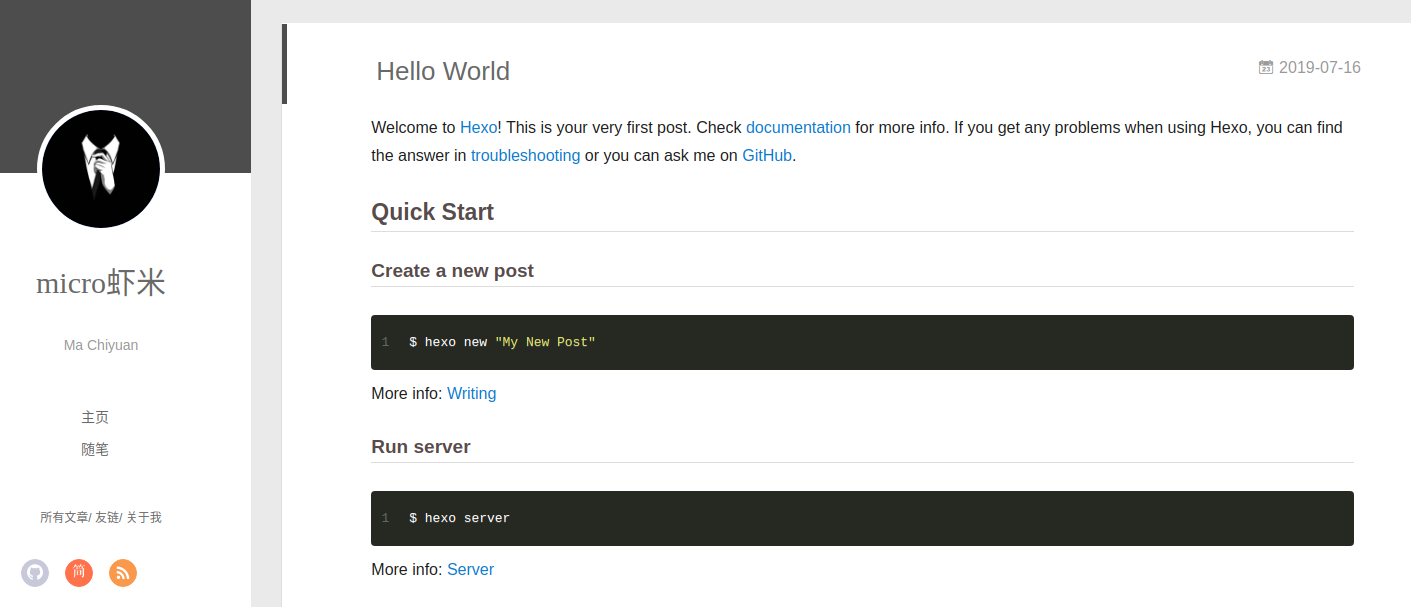 micro虾米
Ma Chiyuan
主页
随笔
所有文章/ 友链/ 关于我
简
Hello World
2019-07-16
Welcome to Hexo! This is your very first post. Check documentation for more info. If you get any problems when using Hexo, you can find
the answer in troubleshooting or you can ask me on GitHub.
Quick Start
Create a new post
1 $ hexo new "My New Post"
More info: Writing
Run server
1 $ hexo server
More info: Server